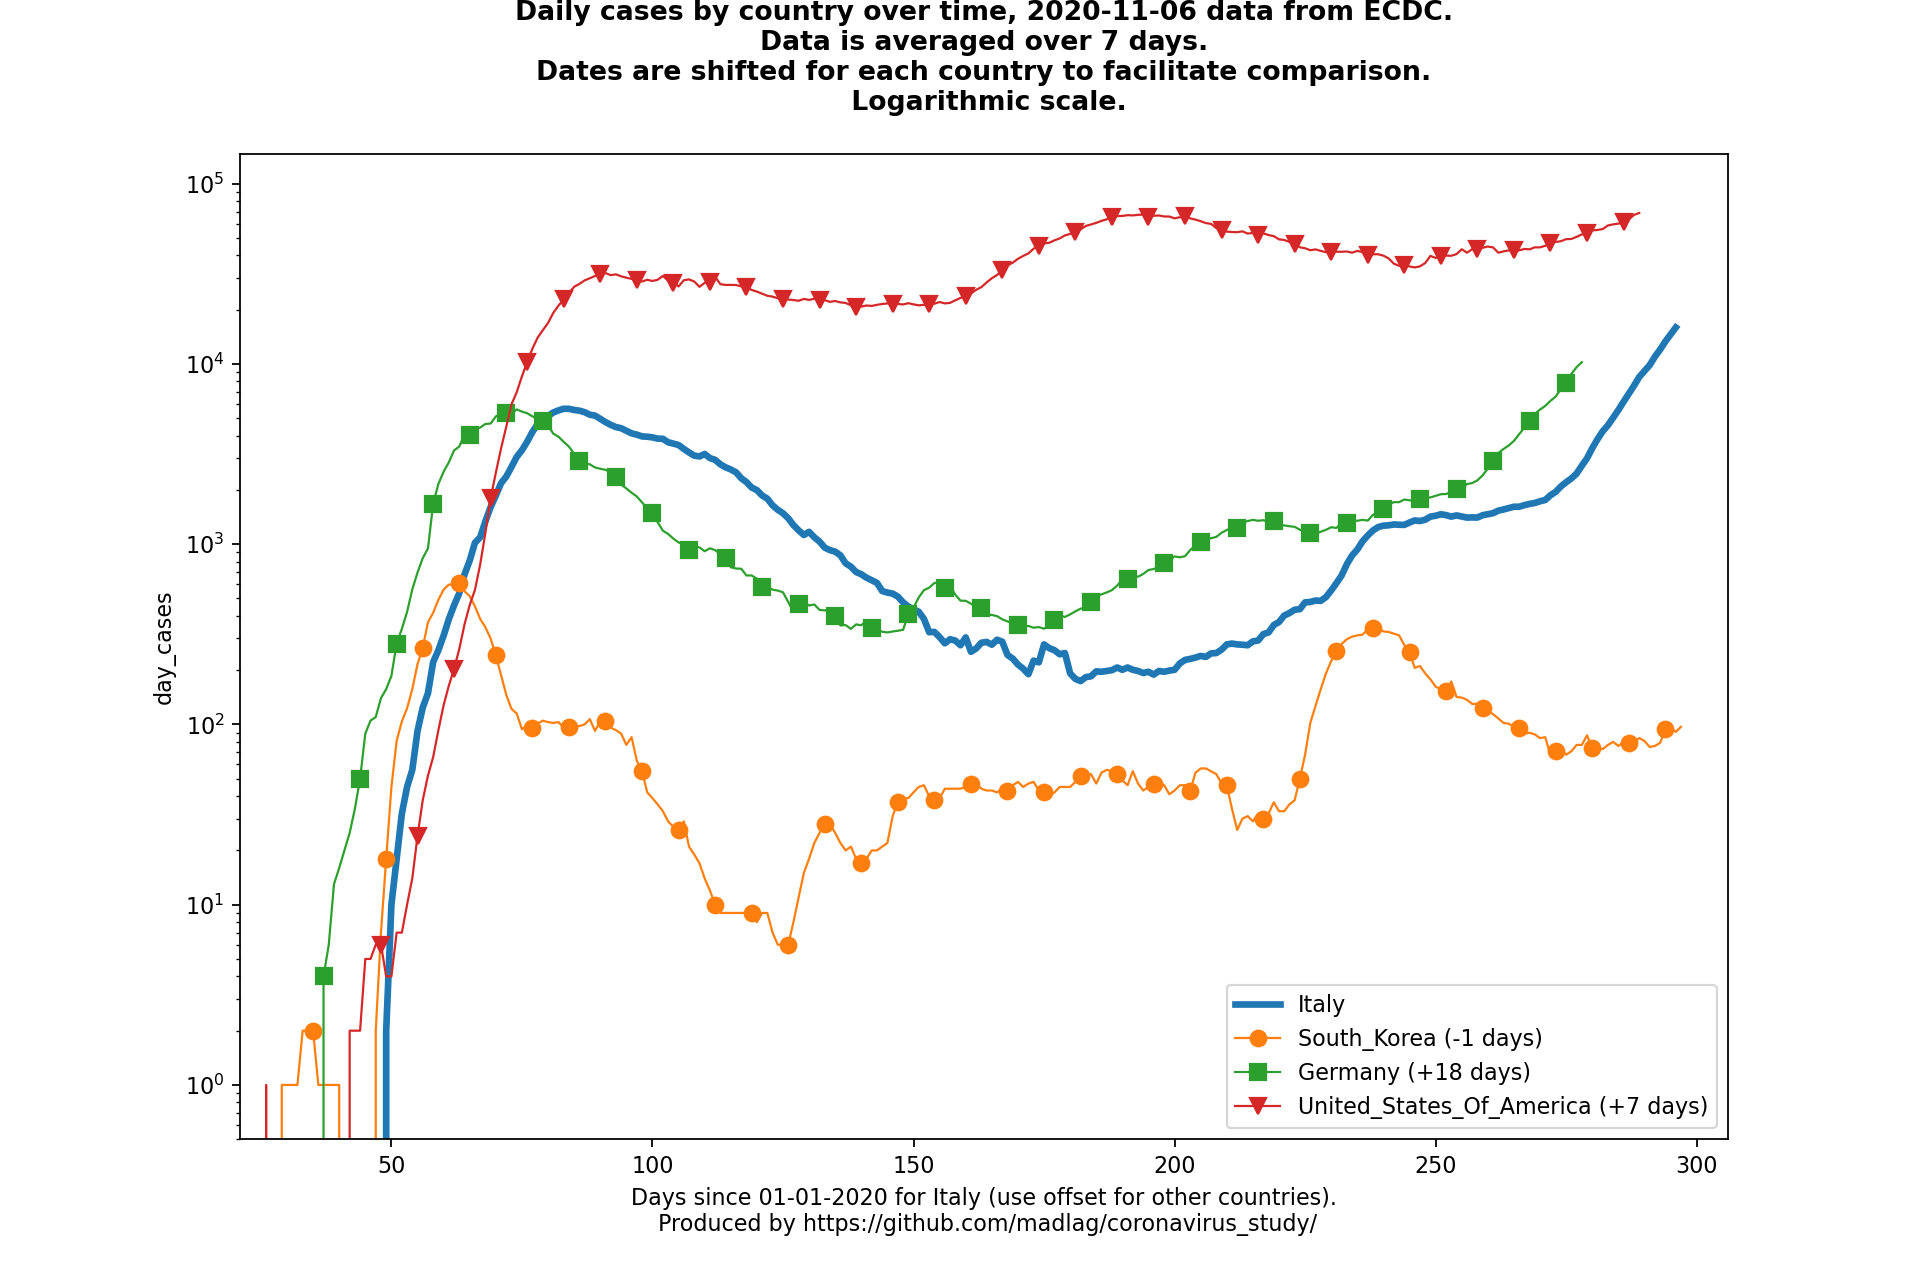 Daily cases by country over time, 2020-11-06 data from ECDC.
Data is averaged over 7 days.
Dates are shifted for each country to facilitate comparison.
Logarithmic scale.
10^5
10^4
10^3
10^2
10^1
10^0
day_cases
Italy
South_Korea (-1 days)
Germany (+18 days)
United_States_Of_America (+7 days)
50 100 150 200 250 300
Days since 01-01-2020 for Italy (use offset for other countries).
Produced by https://github.com/madlag/coronavirus_study/